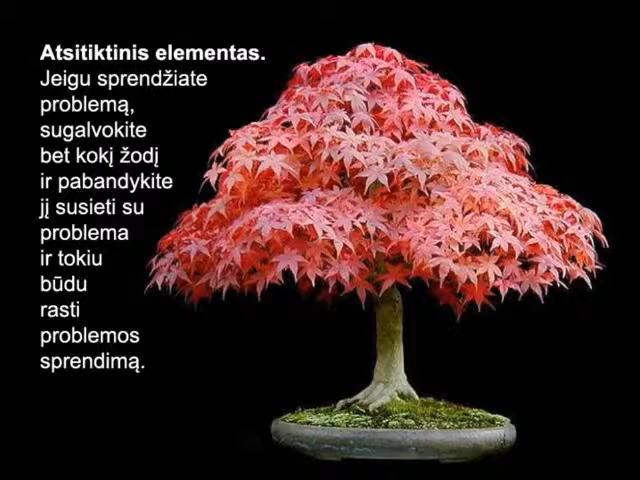 Atsitiktinis elementas.
Jeigu sprendžiate
problemą,
sugalvokite
bet kokį žodį
ir pabandykite
jį susieti su
problema
ir tokiu
būdu
rasti
problemos
sprendimą.